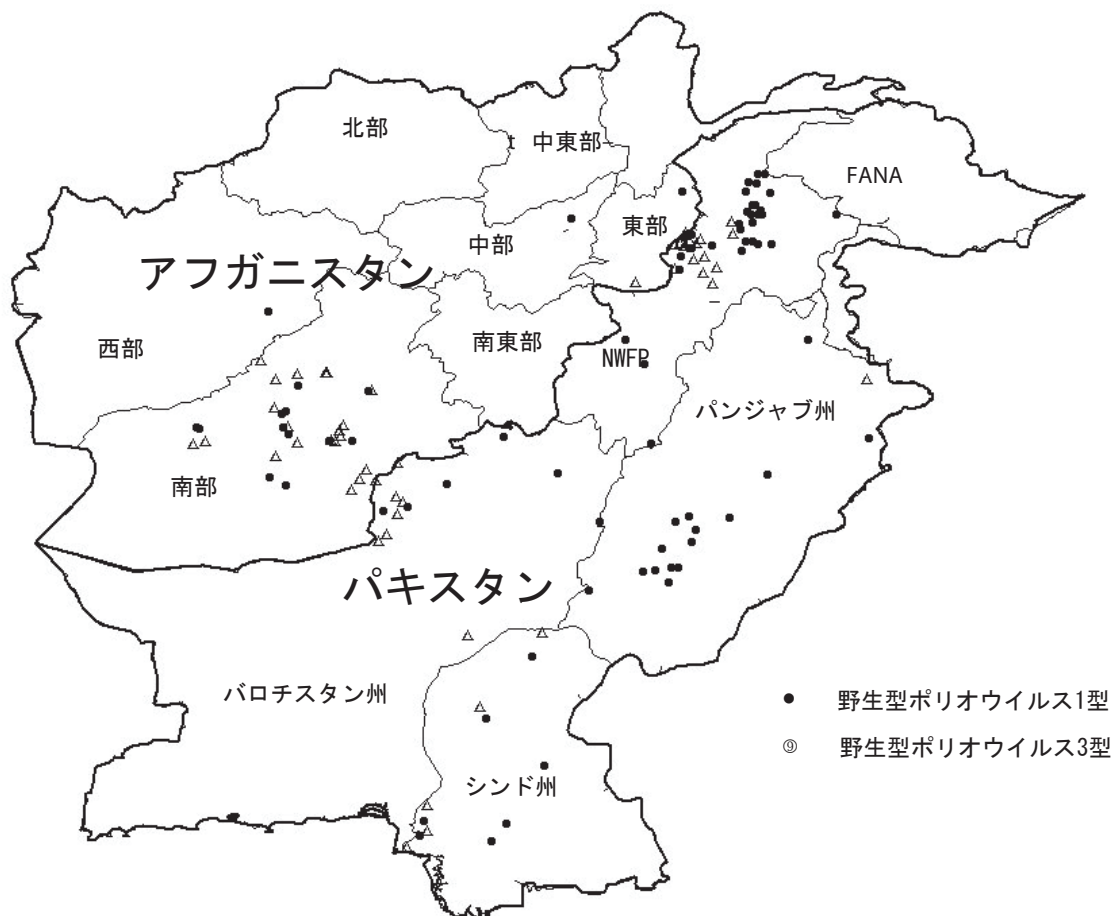 北部
中東部
FANA
東部
中部
アフガニスタン
南東部
西部
NWFP
パンジャブ州
南部
パキスタン
バロチスタン州
● 野生型ポリオウイルス1型
⑨ 野生型ポリオウイルス3型
シンド州